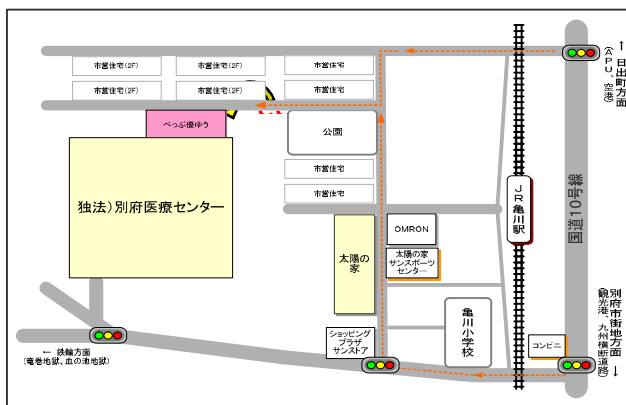 市営住宅(2F)
市営住宅(2F)
市営住宅
市営住宅(2F)
市営住宅(2F)
市営住宅
べっぷ優ゆう
公園
独法)別府医療センター
市営住宅
市営住宅
太陽の
家
OMRON
太陽の家
サンスポーツ
センター
JR亀川駅
国道10号線
↑ 日出町方面
(APU、空港)
別府市街地方面 ↓
(観光港、九州横断道路)
亀川小学校
コンビニ
ショッピング
プラザ
サンストア
← 鉄輪方面
(竜巻地獄、血の池地獄)